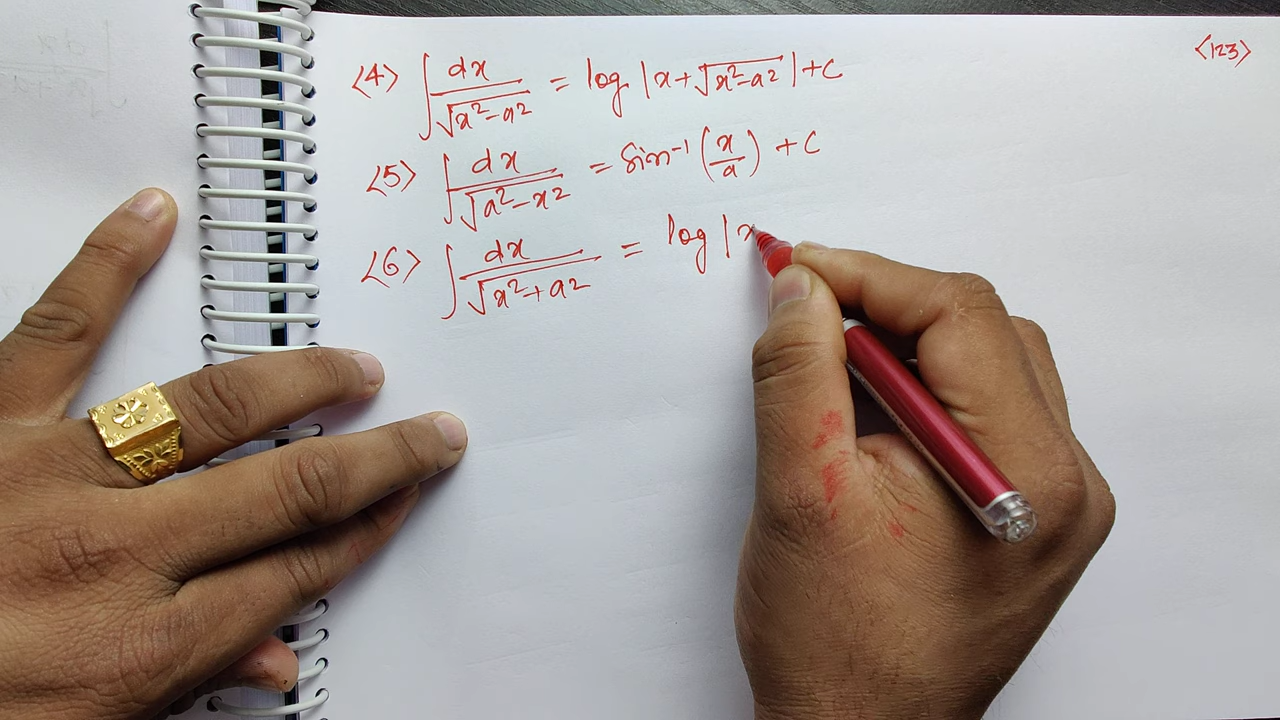 <123>
<4> ∫ dx / √x²-a² = log |x+√x²-a²|+c
<5> ∫ dx / √a²-x² = Sin⁻¹ (x/a) +c
<6> ∫ dx / √x²+a² = log |x